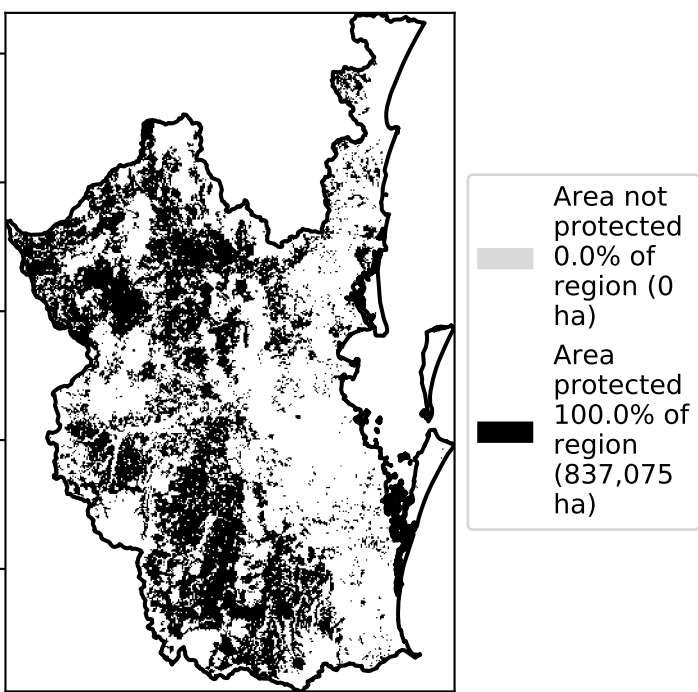 Area not
protected
0.0% of
region (0
ha)
Area
protected
100.0% of
region
(837,075
ha)